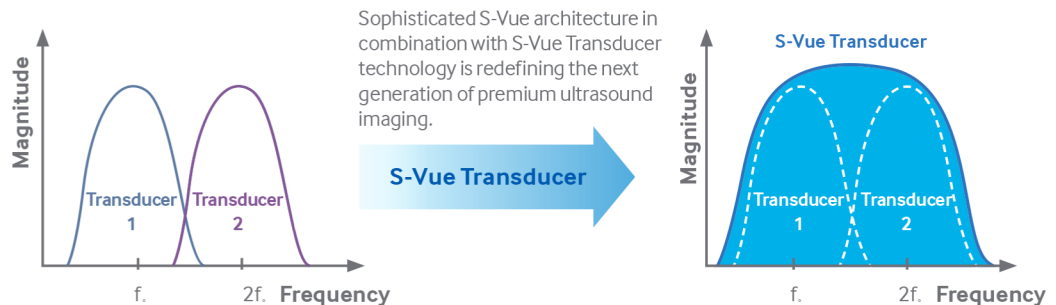 Magnitude
Transducer
1
Transducer
2
f。
2f。
Frequency
Sophisticated S-Vue architecture in
combination with S-Vue Transducer
technology is redefining the next
generation of premium ultrasound
imaging.
S-Vue Transducer
S-Vue Transducer
Magnitude
Transducer
1
Transducer
2
f。
2f。
Frequency